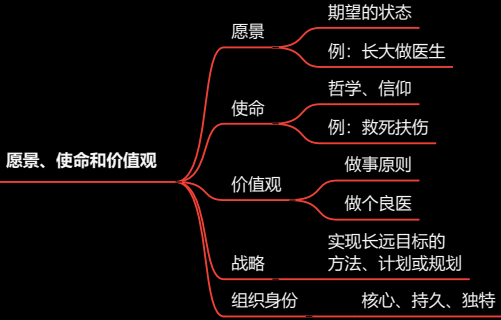 愿景、使命和价值观
愿景
期望的状态
例：长大做医生
使命
哲学、信仰
例：救死扶伤
价值观
做事原则
做个良医
战略
实现长远目标的
方法、计划或规划
组织身份
核心、持久、独特